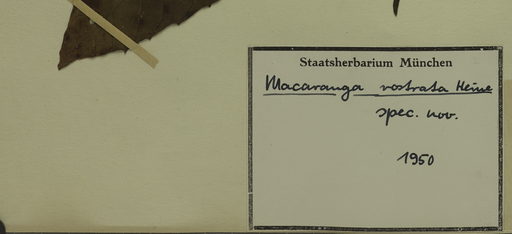 Staatsherbarium München
Macaranga rostrata Heine
spec. nov.
1950